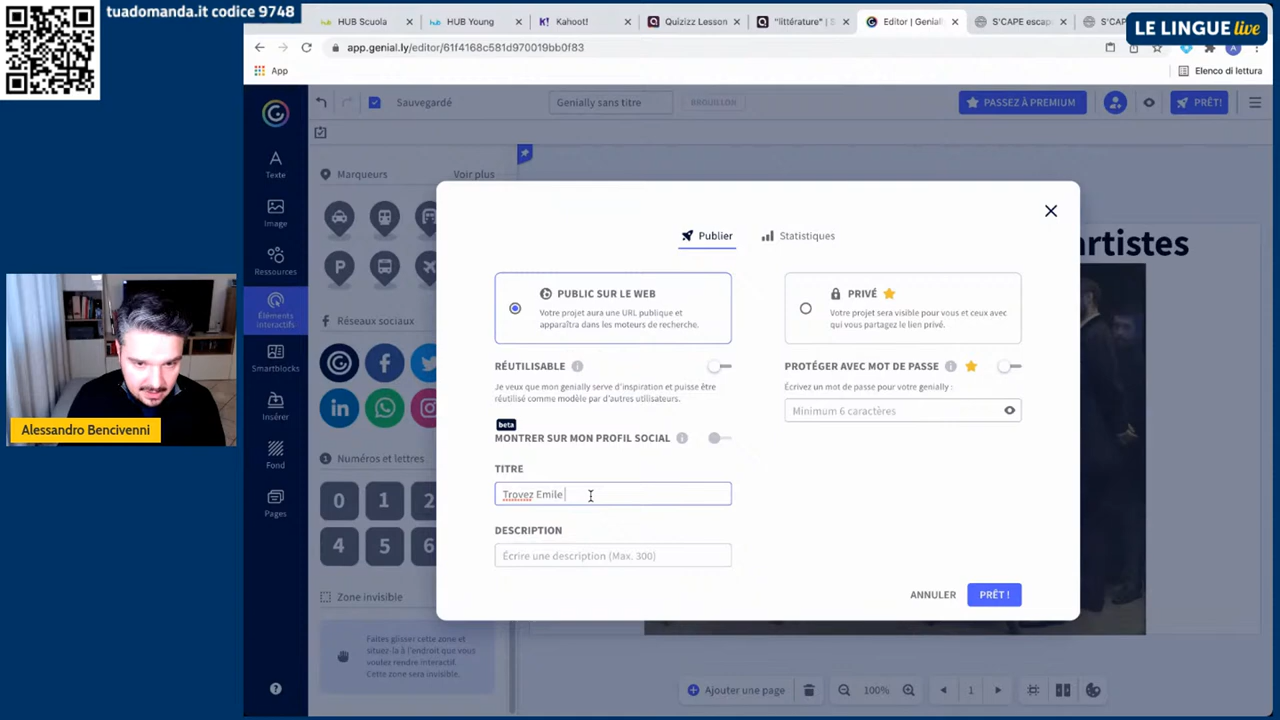 tuadomanda.it codice 9748
HUB Scuola
HUB Young
Kahoot!
Quizizz Lesson
"littérature" | S
Editor | Genial
S'CAPE escap
S'CA
LE LINGUE live
app.genial.ly/editor/61f4168c581d970019bb0f83
App
Elenco di lettura
Sauvegardé
Genially sans titre
BROUILLON
PASSEZ À PREMIUM
PRÊT!
Texte
Image
Ressources
Éléments
interactifs
Smartblocks
Insérer
Fond
Pages
Marqueurs
Voir plus
P
Réseaux sociaux
Numéros et lettres
1 2
4 5 6
Zone invisible
Faites glisser cette zone et
situez-la à l'endroit que vous
voulez rendre interactif.
Cette zone sera invisible.
artistes
Publier
Statistiques
PUBLIC SUR LE WEB
Votre projet aura une URL publique et
apparaîtra dans les moteurs de recherche.
PRIVÉ
Votre projet sera visible pour vous et ceux avec
qui vous partagez le lien privé.
RÉUTILISABLE
Je veux que mon genially serve d'inspiration et puisse être
réutilisé comme modèle par d'autres utilisateurs.
PROTÉGER AVEC MOT DE PASSE
Écrivez un mot de passe pour votre genially :
Minimum 6 caractères
beta
MONTRER SUR MON PROFIL SOCIAL
TITRE
Trovez Emile
DESCRIPTION
Écrire une description (Max. 300)
ANNULER
PRÊT !
Ajouter une page
100%
1
Alessandro Bencivenni